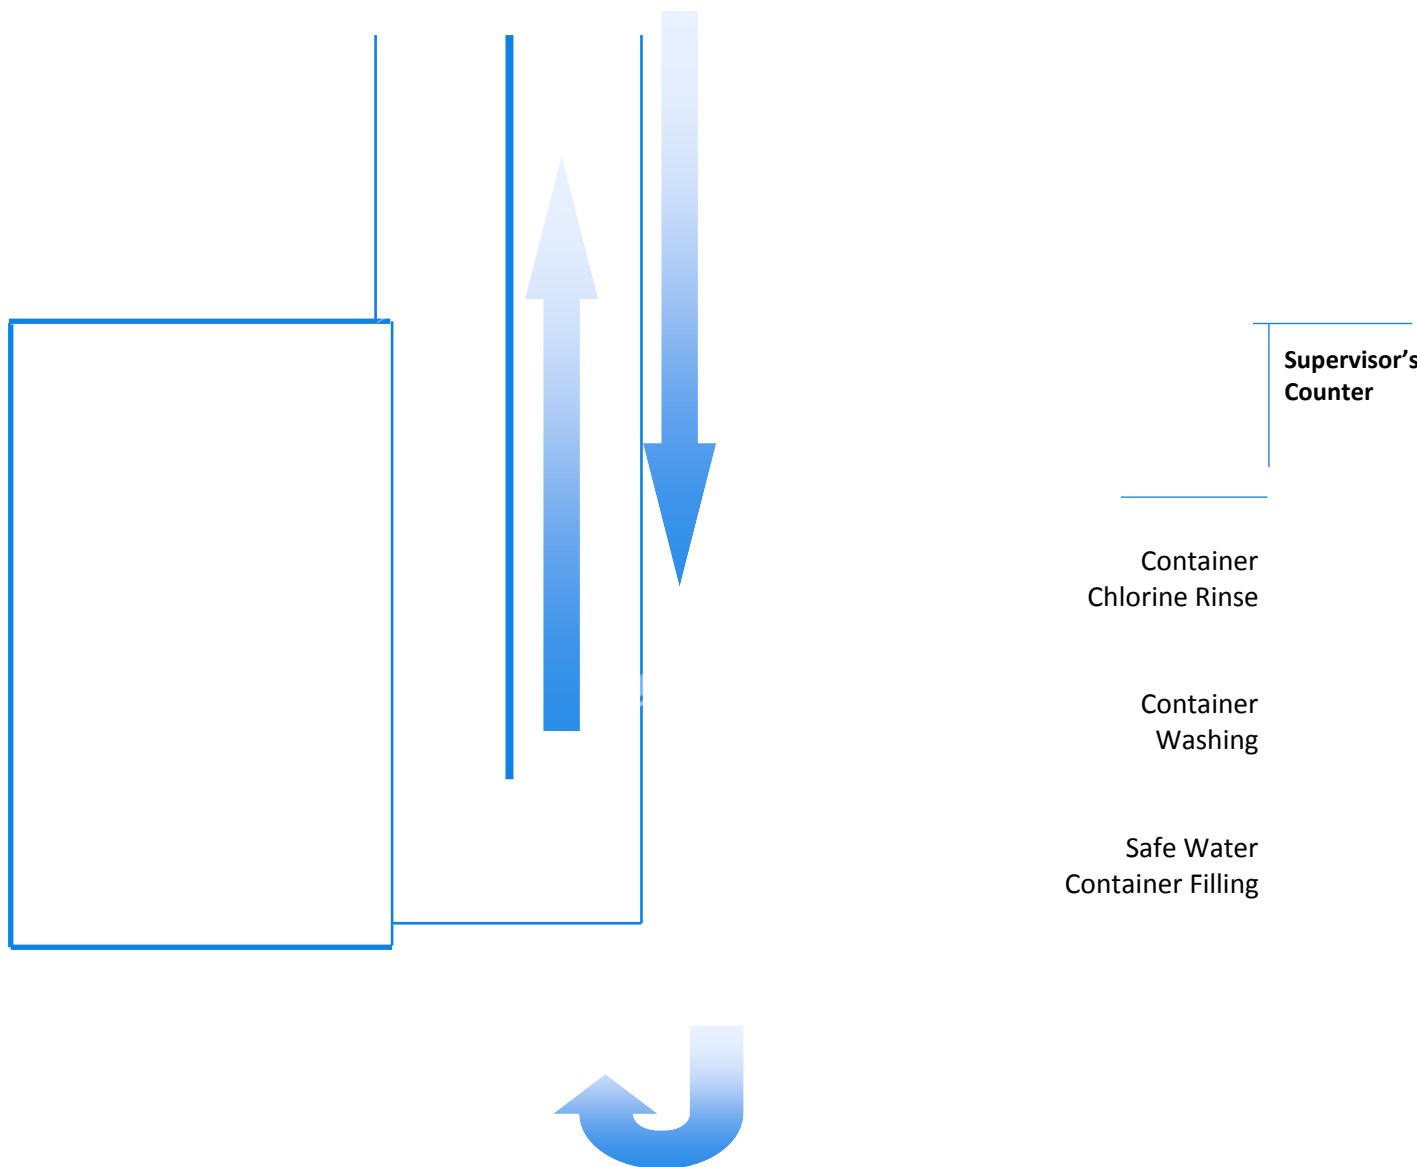 Supervisor’s
Counter
Container
Chlorine Rinse
Container
Washing
Safe Water
Container Filling